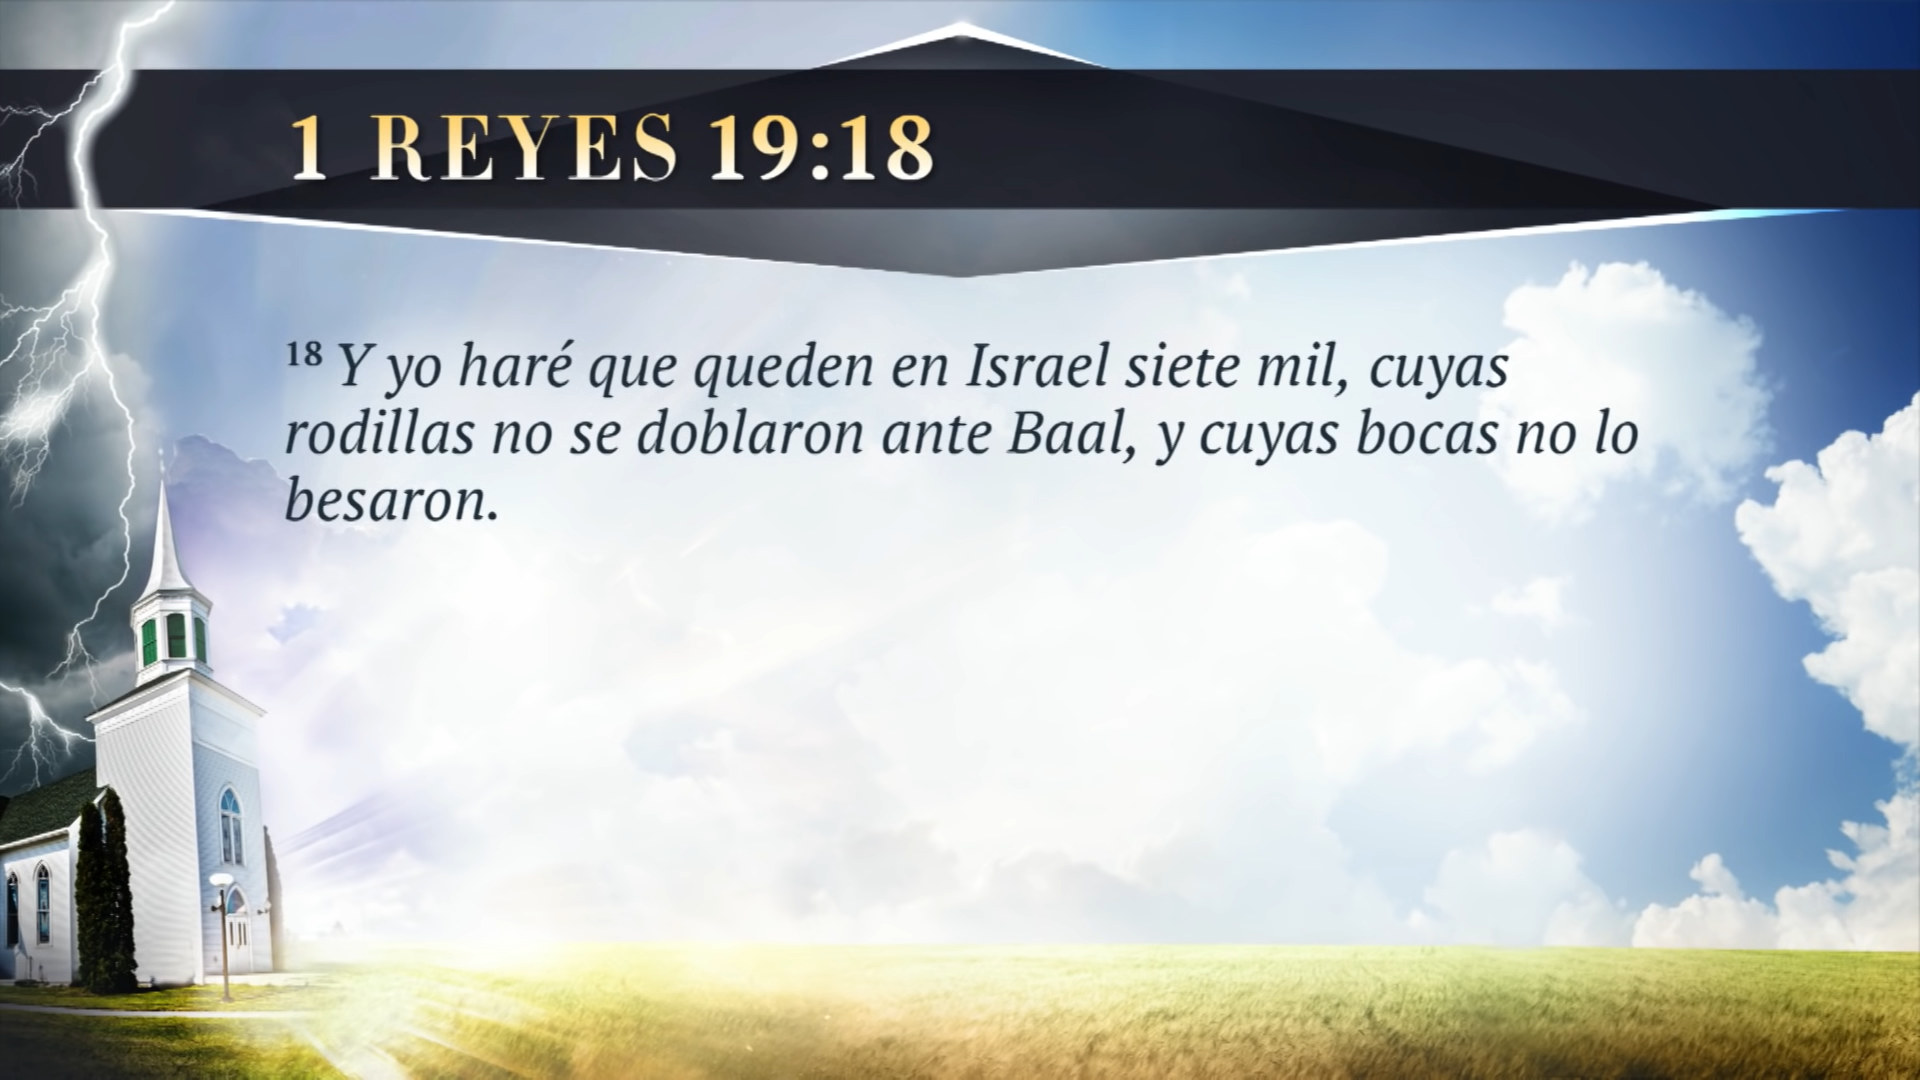 1 REYES 19:18
18 Y yo haré que queden en Israel siete mil, cuyas
rodillas no se doblaron ante Baal, y cuyas bocas no lo
besaron.